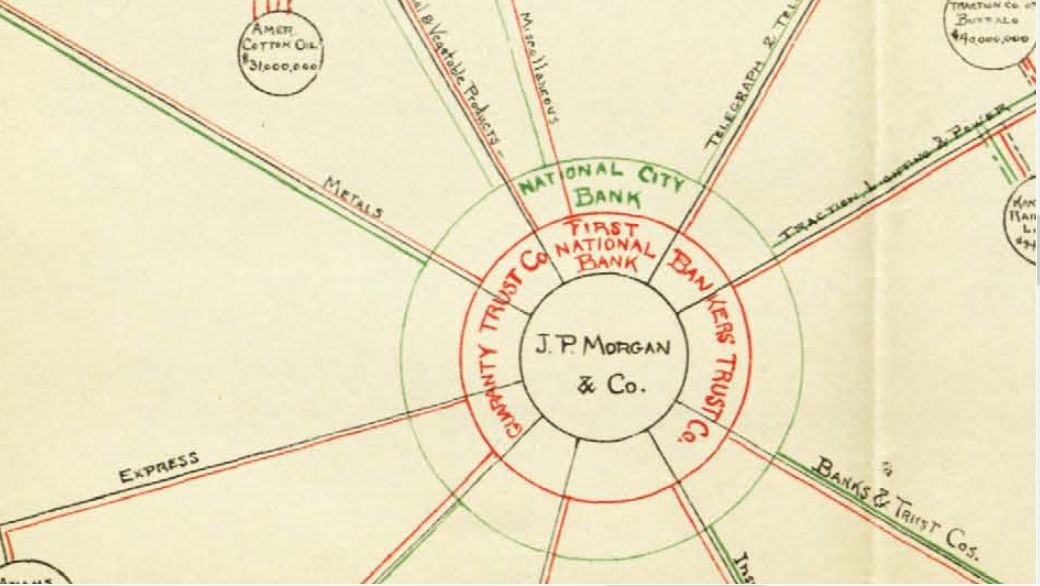 AMER.
COTTON OIL
$31,000,000
& Vegetable Products -
Miscellaneous
TELEGRAPH &
TRACTION CO OF
BUFFALO
$40,000,000
TRACTION, LIGHTING & POWER
METALS
NATIONAL CITY
BANK
FIRST
NATIONAL
BANK
GUARANTY TRUST CO
BANKERS TRUST CO.
J. P. MORGAN
& CO.
EXPRESS
BANKS & TRUST COS.
ADAMS